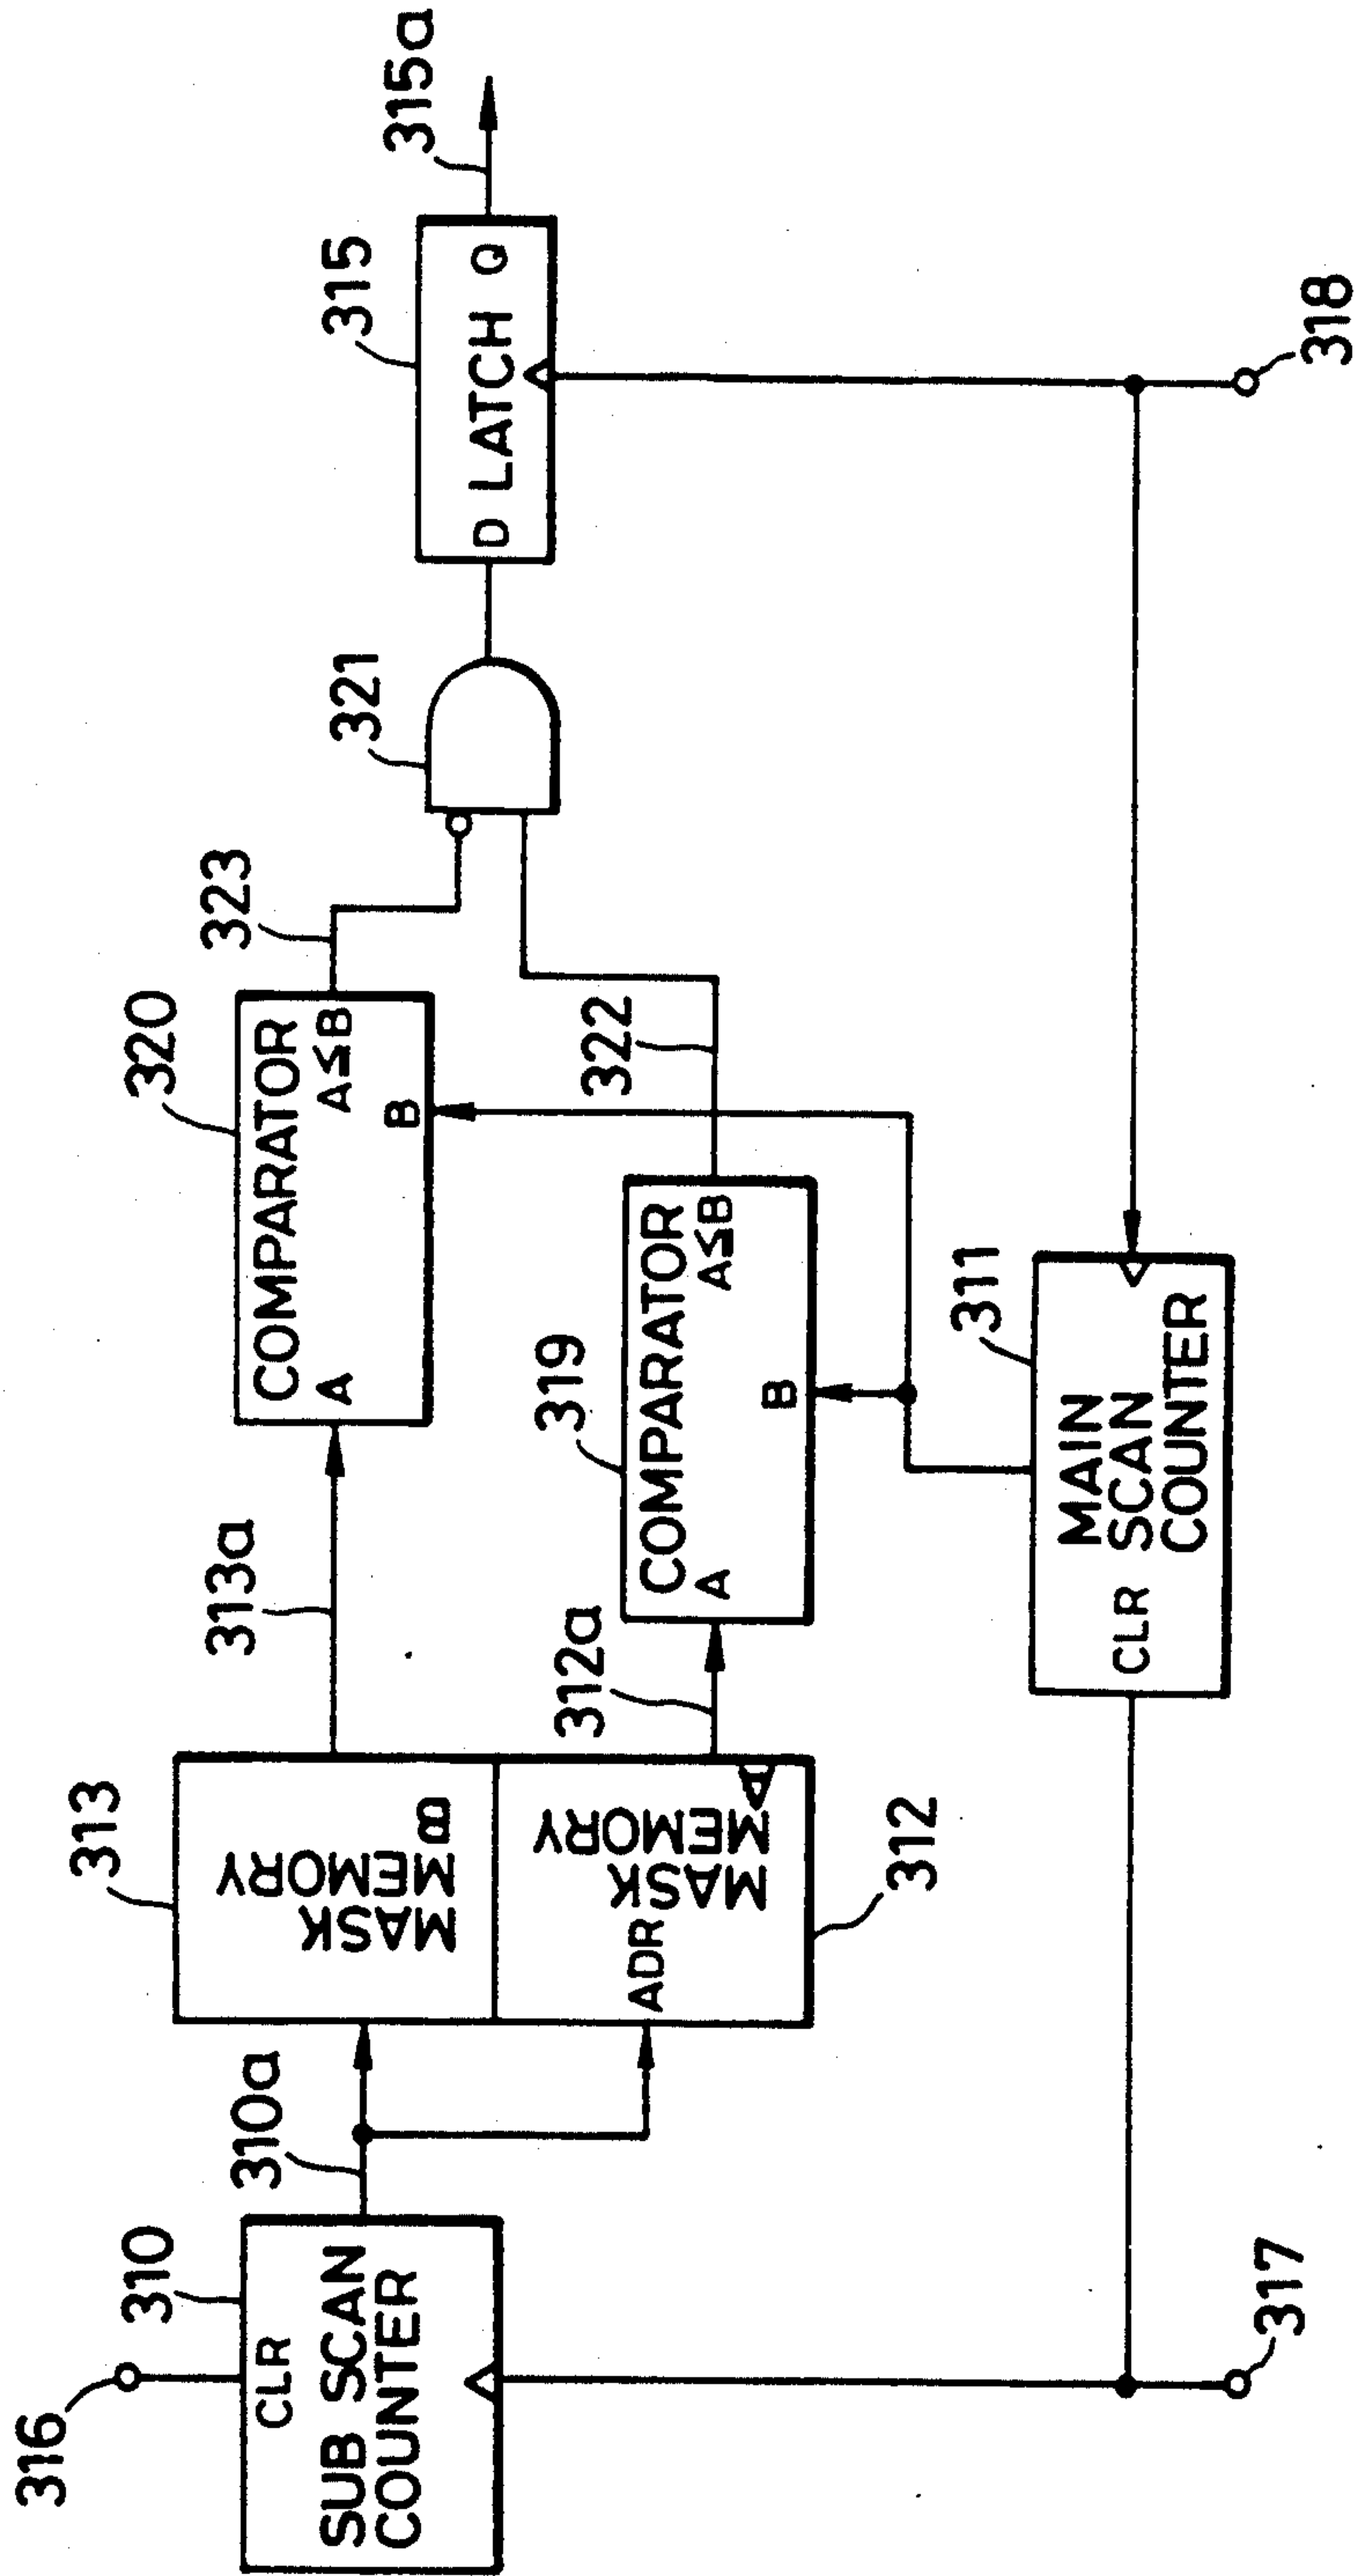 316
310
CLR
SUB SCAN
COUNTER
310a
317
313
MASK
MEMORY
B
ADR
MASK
MEMORY
A
312
313a
312a
320
COMPARATOR
A
A≦B
B
319
COMPARATOR
A
A≦B
B
311
MAIN
SCAN
COUNTER
CLR
323
322
321
315
D LATCH Q
315a
318